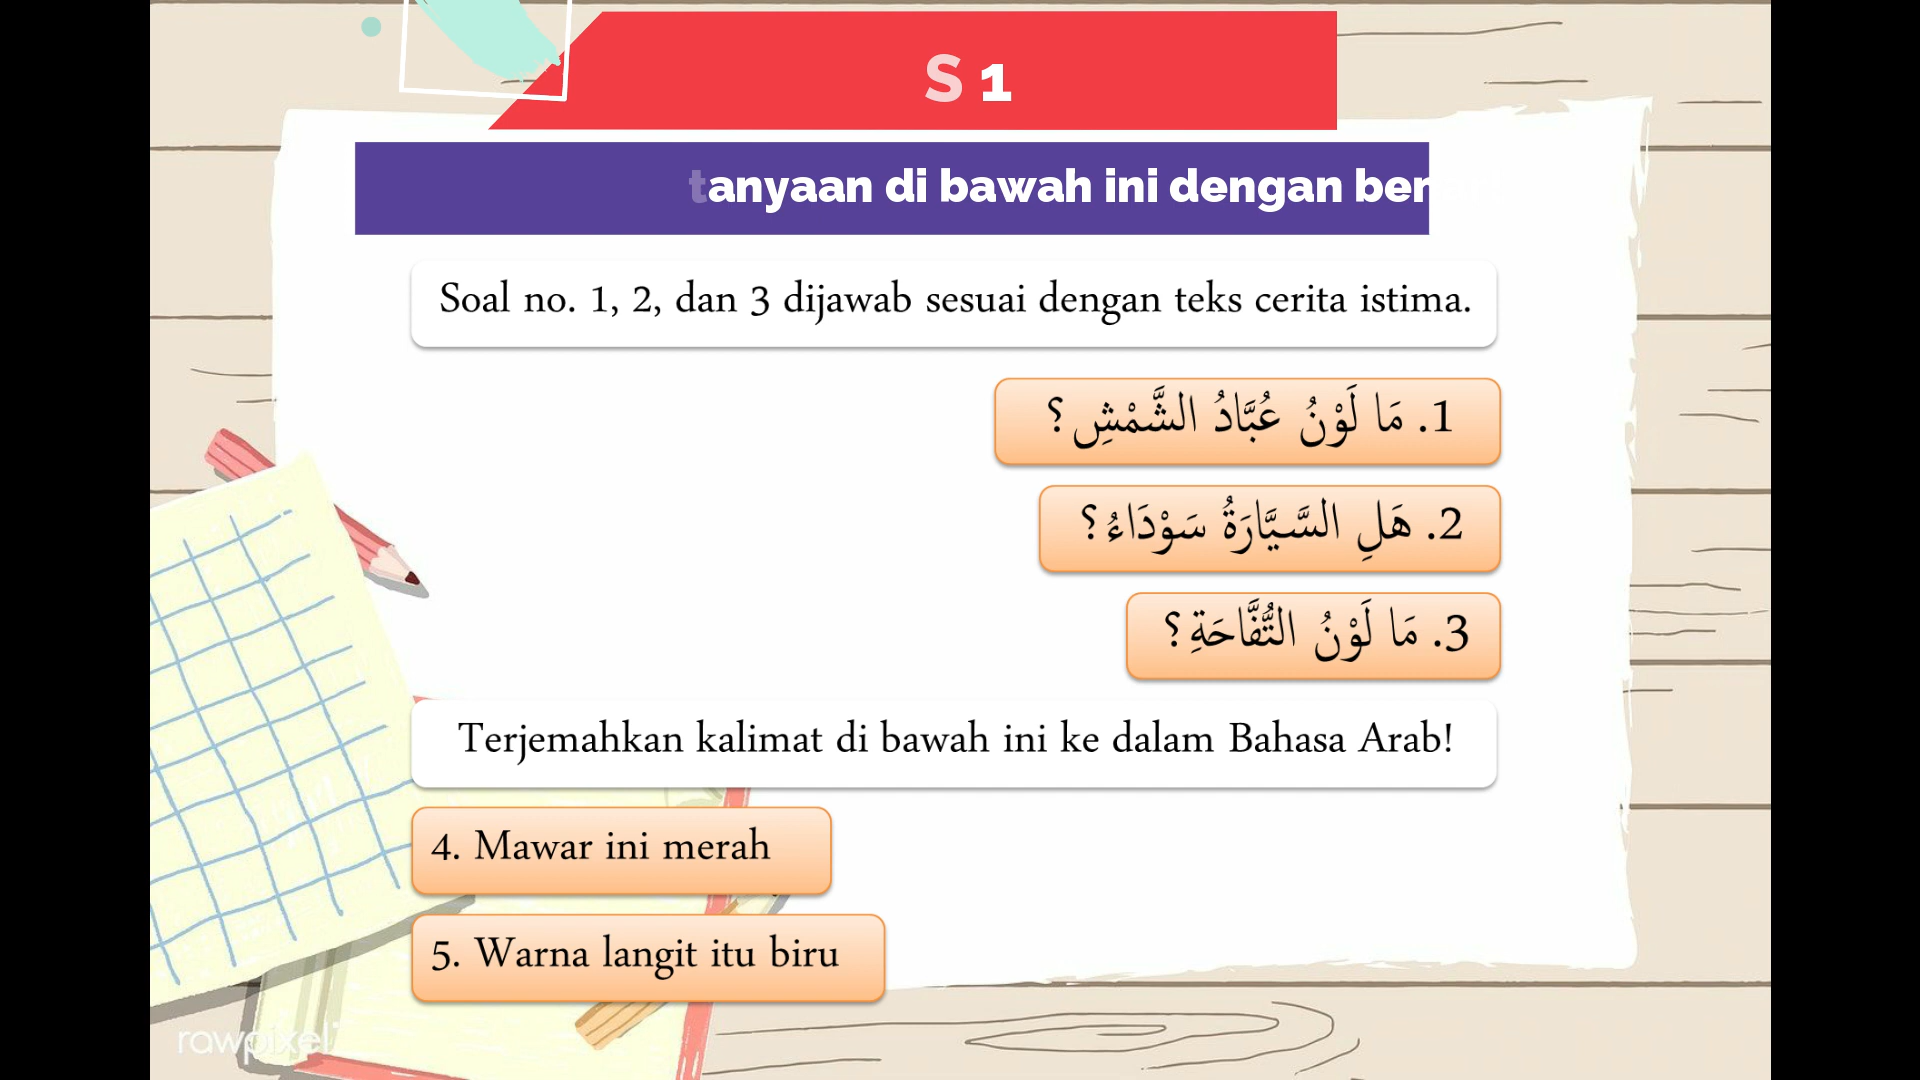 S 1
tanyaan di bawah ini dengan ber
Soal no. 1, 2, dan 3 dijawab sesuai dengan teks cerita istima.
1. مَا لَوْنُ عُبَّادُ الشَّمْشِ؟
2. هَلِ السَّيَّارَةُ سَوْدَاءُ؟
3. مَا لَوْنُ التُّفَّاحَةِ؟
Terjemahkan kalimat di bawah ini ke dalam Bahasa Arab!
4. Mawar ini merah
5. Warna langit itu biru
rawpixel